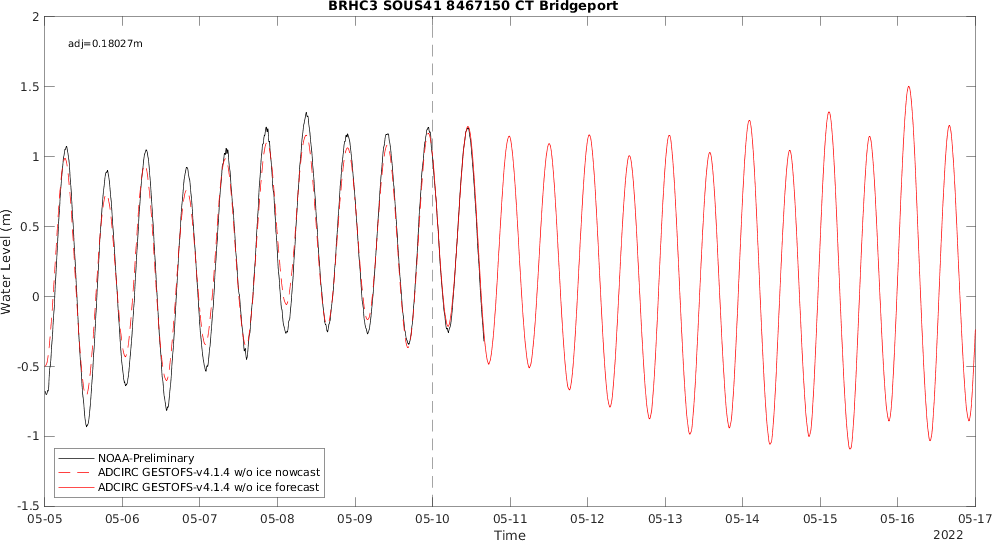 BRHC3 SOUS41 8467150 CT Bridgeport
adj=0.18027m
Water Level (m)
2
1.5
1
0.5
0
-0.5
-1
-1.5
NOAA-Preliminary
ADCIRC GESTOFS-v4.1.4 w/o ice nowcast
ADCIRC GESTOFS-v4.1.4 w/o ice forecast
05-05 05-06 05-07 05-08 05-09 05-10 05-11 05-12 05-13 05-14 05-15 05-16 05-17
Time
2022